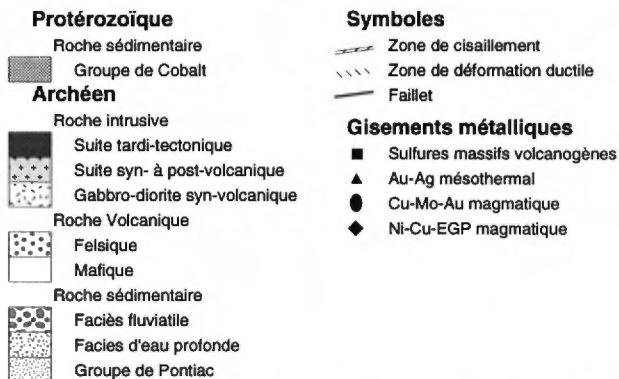 Protérozoïque
Roche sédimentaire
Groupe de Cobalt
Archéen
Roche intrusive
Suite tardi-tectonique
Suite syn- à post-volcanique
Gabbro-diorite syn-volcanique
Roche Volcanique
Felsique
Mafique
Roche sédimentaire
Faciès fluviatile
Facies d'eau profonde
Groupe de Pontiac
Symboles
Zone de cisaillement
Zone de déformation ductile
Faillet
Gisements métalliques
Sulfures massifs volcanogènes
Au-Ag mésothermal
Cu-Mo-Au magmatique
Ni-Cu-EGP magmatique